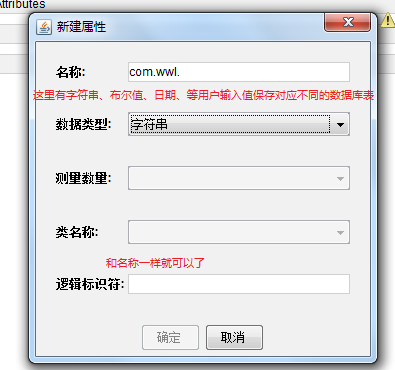 Attributes
新建属性
名称:
com.wwl.
这里有字符串、布尔值、日期、等用户输入值保存对应不同的数据库表
数据类型:
字符串
测量数量:
类名称:
和名称一样就可以了
逻辑标识符:
确定
取消